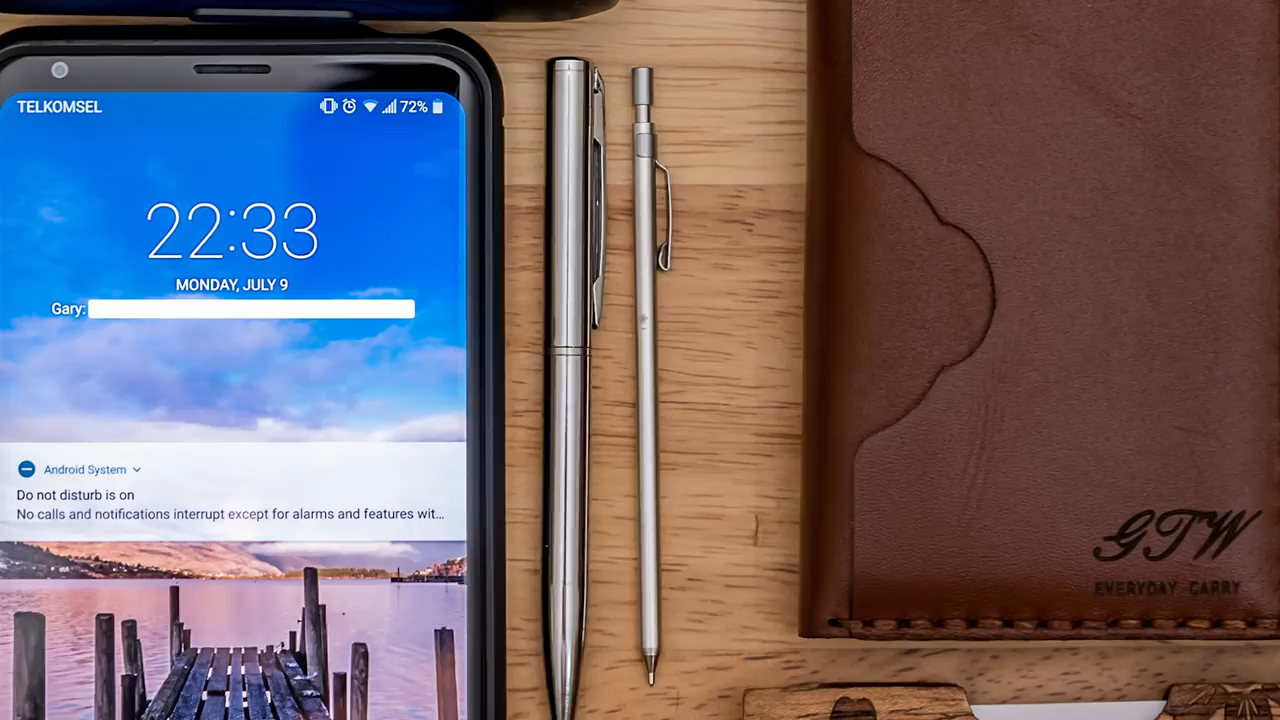 TELKOMSEL 72%
22:33
MONDAY, JULY 9
Gary:
Android System
Do not disturb is on
No calls and notifications interrupt except for alarms and features wit...
GTW
EVERYDAY CARRY